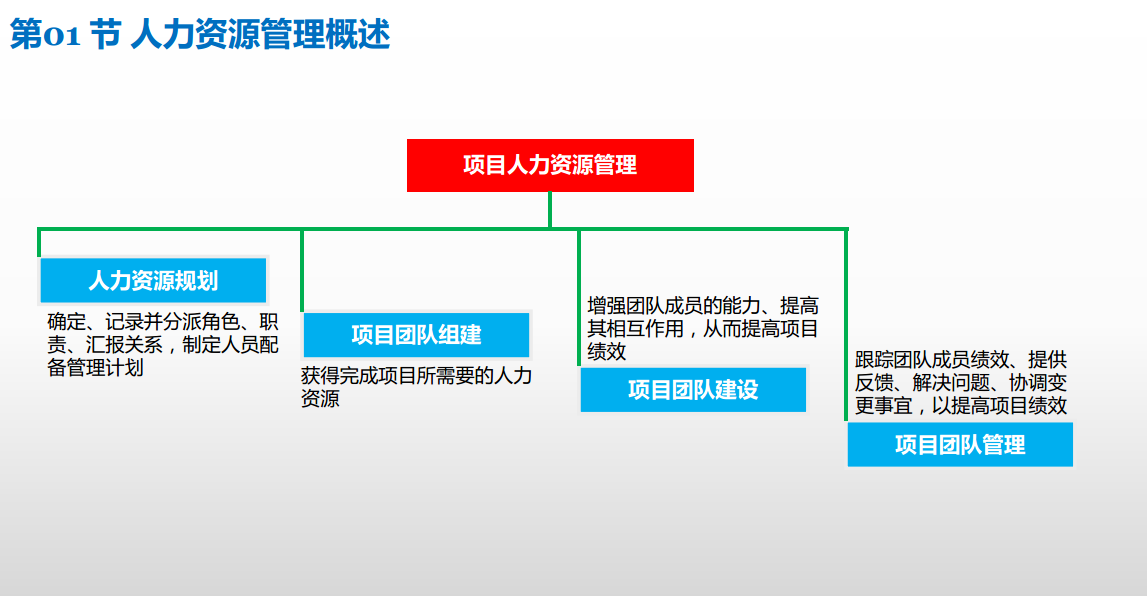 第01 节 人力资源管理概述
项目人力资源管理
人力资源规划
确定、记录并分派角色、职
责、汇报关系，制定人员配
备管理计划
项目团队组建
获得完成项目所需要的人力
资源
增强团队成员的能力、提高
其相互作用，从而提高项目
绩效
项目团队建设
跟踪团队成员绩效、提供
反馈、解决问题、协调变
更事宜，以提高项目绩效
项目团队管理